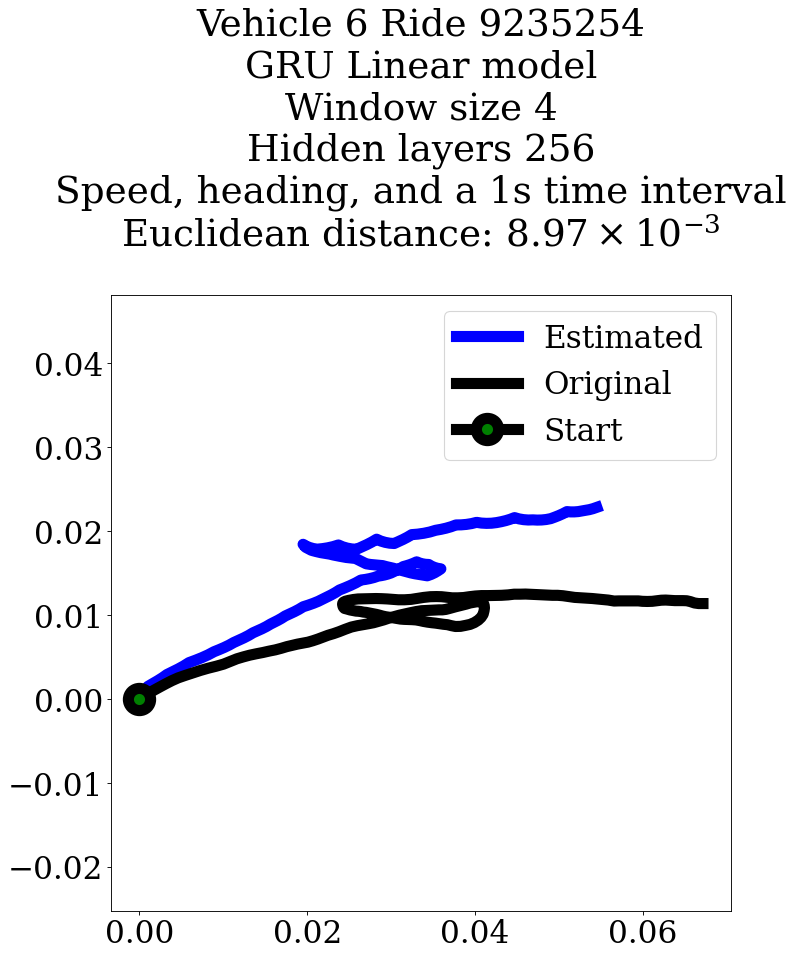 Vehicle 6 Ride 9235254
GRU Linear model
Window size 4
Hidden layers 256
Speed, heading, and a 1s time interval
Euclidean distance: 8.97 × 10⁻³
Estimated
Original
Start
0.04
0.03
0.02
0.01
0.00
−0.01
−0.02
0.00 0.02 0.04 0.06